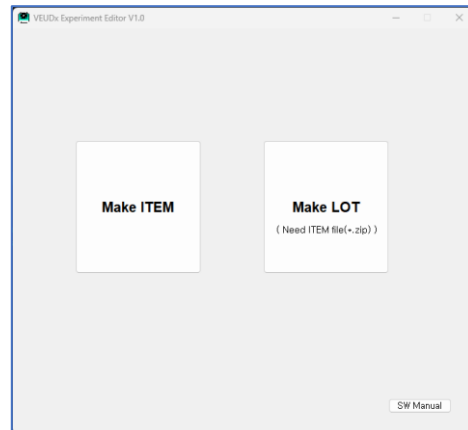 VEUDx Experiment Editor V1.0
Make ITEM
Make LOT
( Need ITEM file(*.zip) )
SW Manual